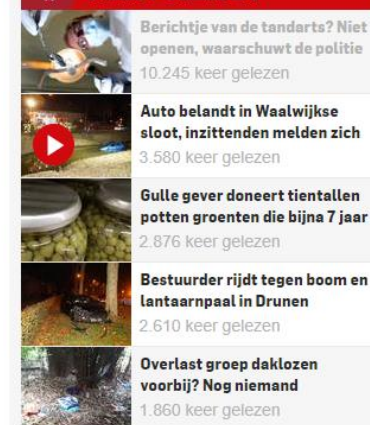 Berichtje van de tandarts? Niet
openen, waarschuwt de politie
10.245 keer gelezen
Auto belandt in Waalwijkse
sloot, inzittenden melden zich
3.580 keer gelezen
Gulle gever doneert tientallen
potten groenten die bijna 7 jaar
2.876 keer gelezen
Bestuurder rijdt tegen boom en
lantaarnpaal in Drunen
2.610 keer gelezen
Overlast groep daklozen
voorbij? Nog niemand
1.860 keer gelezen